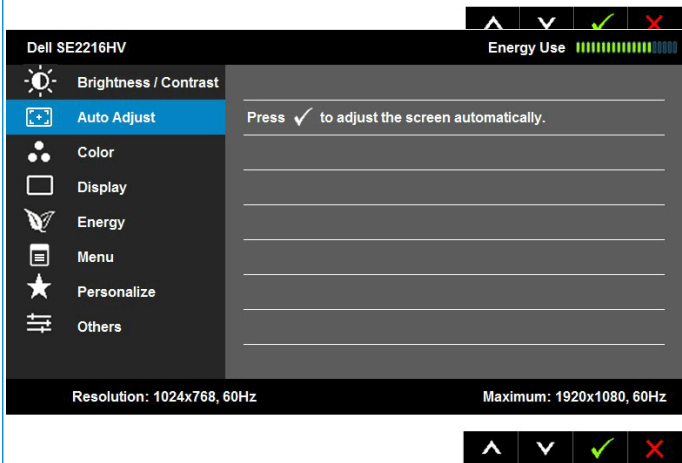 Dell SE2216HV
Energy Use
Brightness / Contrast
Auto Adjust
Press ✓ to adjust the screen automatically.
Color
Display
Energy
Menu
Personalize
Others
Resolution: 1024x768, 60Hz
Maximum: 1920x1080, 60Hz